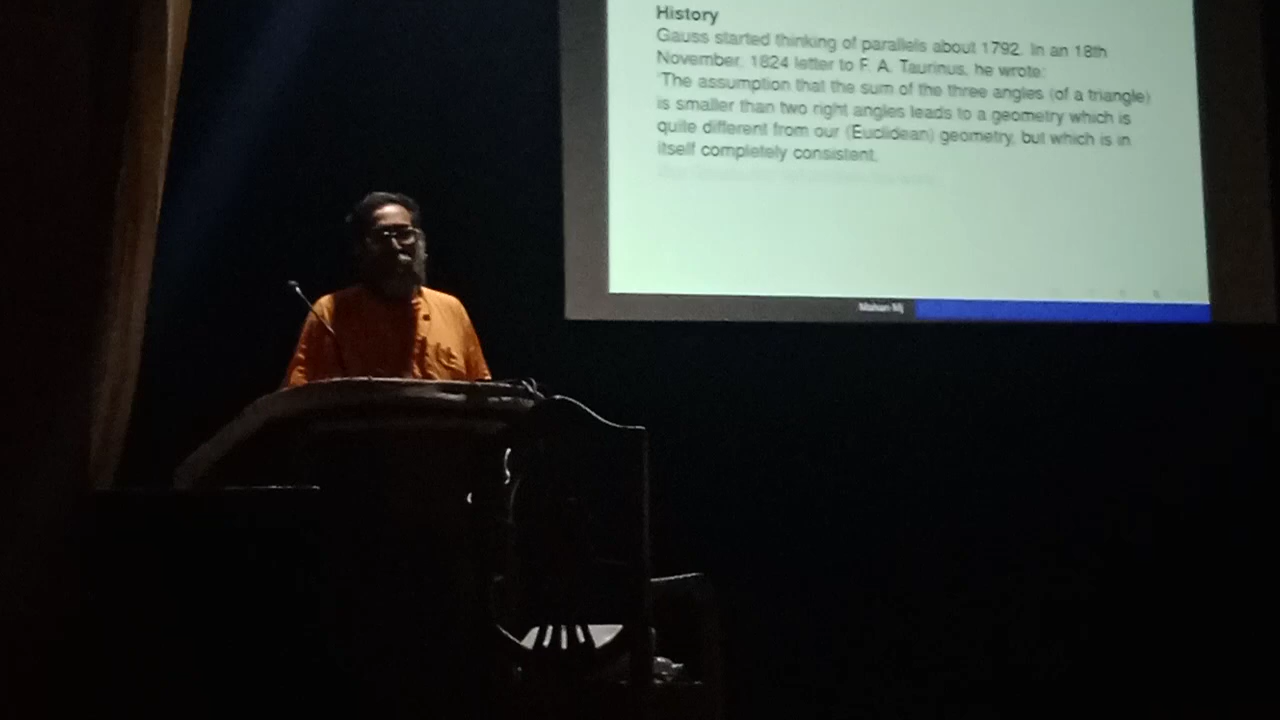 History
Gauss started thinking of parallels about 1792. In an 18th
November, 1824 letter to F. A. Taurinus, he wrote:
'The assumption that the sum of the three angles (of a triangle)
is smaller than two right angles leads to a geometry which is
quite different from our (Euclidean) geometry, but which is in
itself completely consistent.
Mahan Mj